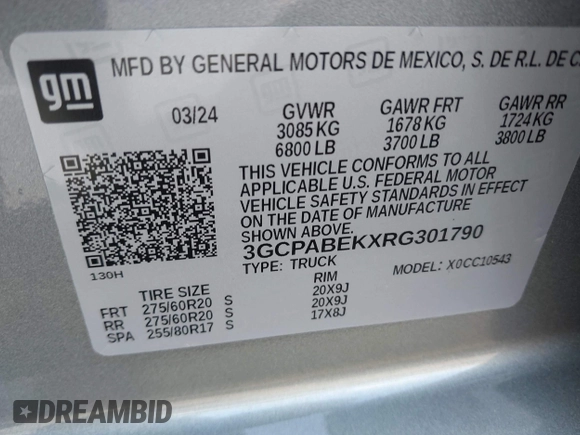 gm
MFD BY GENERAL MOTORS DE MEXICO, S. DE R.L. DE C
03/24 GVWR GAWR FRT GAWR RR
3085 KG 1678 KG 1724 KG
6800 LB 3700 LB 3800 LB
THIS VEHICLE CONFORMS TO ALL
APPLICABLE U.S. FEDERAL MOTOR
VEHICLE SAFETY STANDARDS IN EFFECT
ON THE DATE OF MANUFACTURE
SHOWN ABOVE.
3GCPABEKXRG301790
TYPE: TRUCK MODEL: X0CC10543
130H
TIRE SIZE RIM
FRT 275/60R20 S 20X9J
RR 275/60R20 S 20X9J
SPA 255/80R17 S 17X8J
DREAMBID